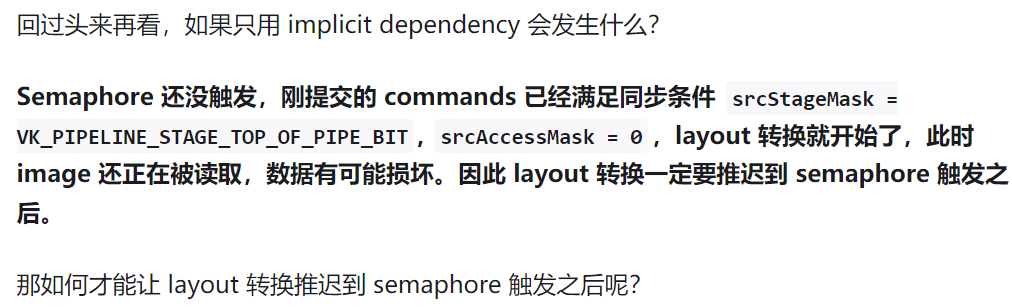 回过头来再看，如果只用 implicit dependency 会发生什么？
Semaphore 还没触发，刚提交的 commands 已经满足同步条件 srcStageMask =
VK_PIPELINE_STAGE_TOP_OF_PIPE_BIT，srcAccessMask = 0，layout 转换就开始了，此时
image 还正在被读取，数据有可能损坏。因此 layout 转换一定要推迟到 semaphore 触发之
后。
那如何才能让 layout 转换推迟到 semaphore 触发之后呢？